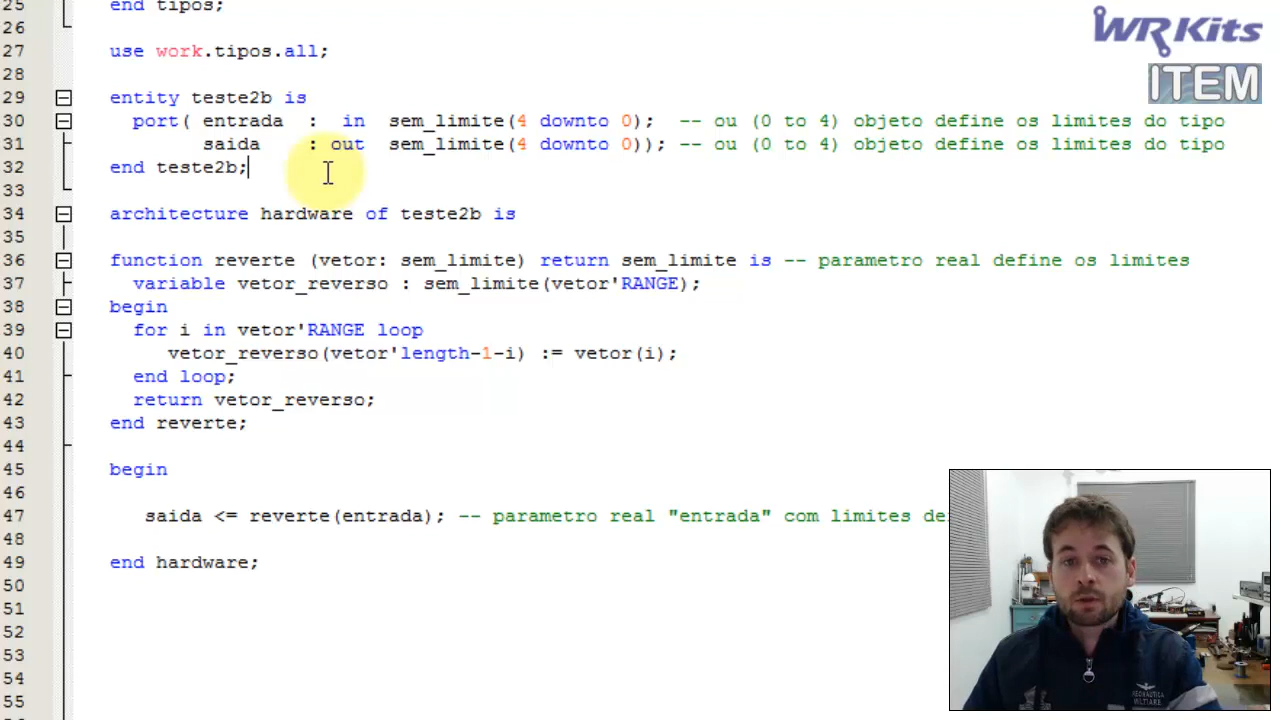 WR Kits
ITEM
25 end tipos;
26
27 use work.tipos.all;
28
29 entity teste2b is
30 port( entrada : in sem_limite(4 downto 0); -- ou (0 to 4) objeto define os limites do tipo
31 saida : out sem_limite(4 downto 0)); -- ou (0 to 4) objeto define os limites do tipo
32 end teste2b;
33
34 architecture hardware of teste2b is
35
36 function reverte (vetor: sem_limite) return sem_limite is -- parametro real define os limites
37 variable vetor_reverso : sem_limite(vetor'RANGE);
38 begin
39 for i in vetor'RANGE loop
40 vetor_reverso(vetor'length-1-i) := vetor(i);
41 end loop;
42 return vetor_reverso;
43 end reverte;
44
45 begin
46
47 saida <= reverte(entrada); -- parametro real "entrada" com limites
48
49 end hardware;
50
51
52
53
54
55
AERONAUTICA
MILITARE